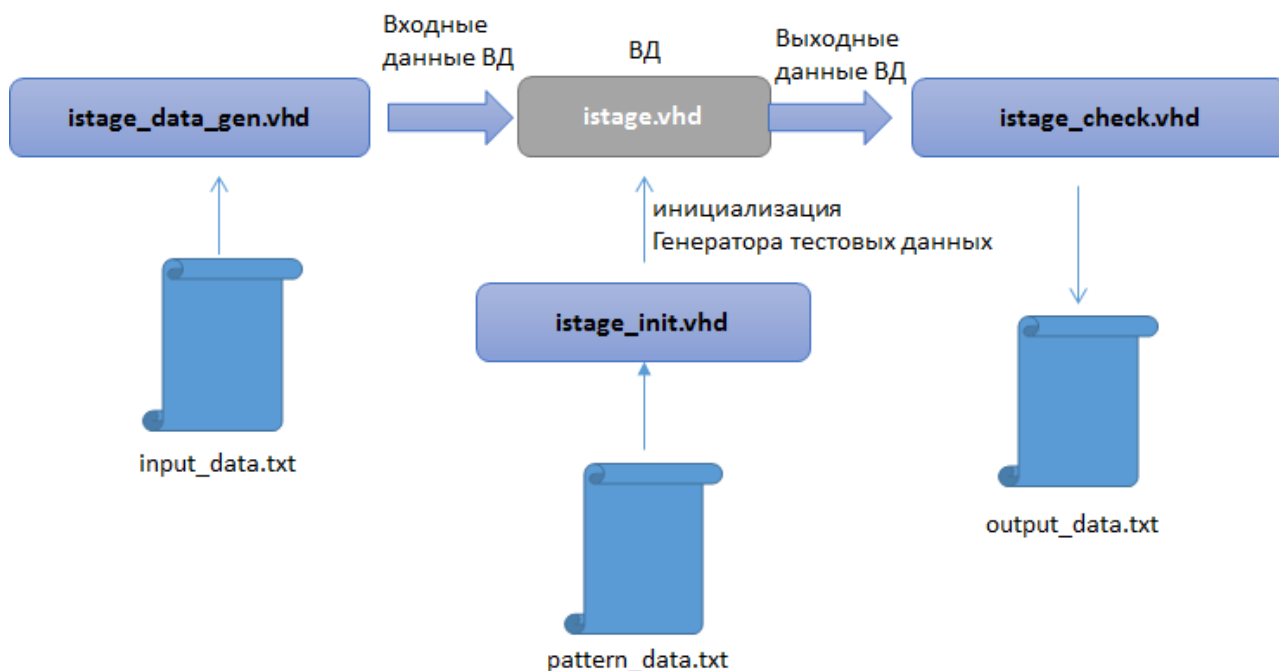 Входные
данные ВД
ВД
Выходные
данные ВД
istage_data_gen.vhd
istage.vhd
istage_check.vhd
инициализация
Генератора тестовых данных
istage_init.vhd
input_data.txt
output_data.txt
pattern_data.txt